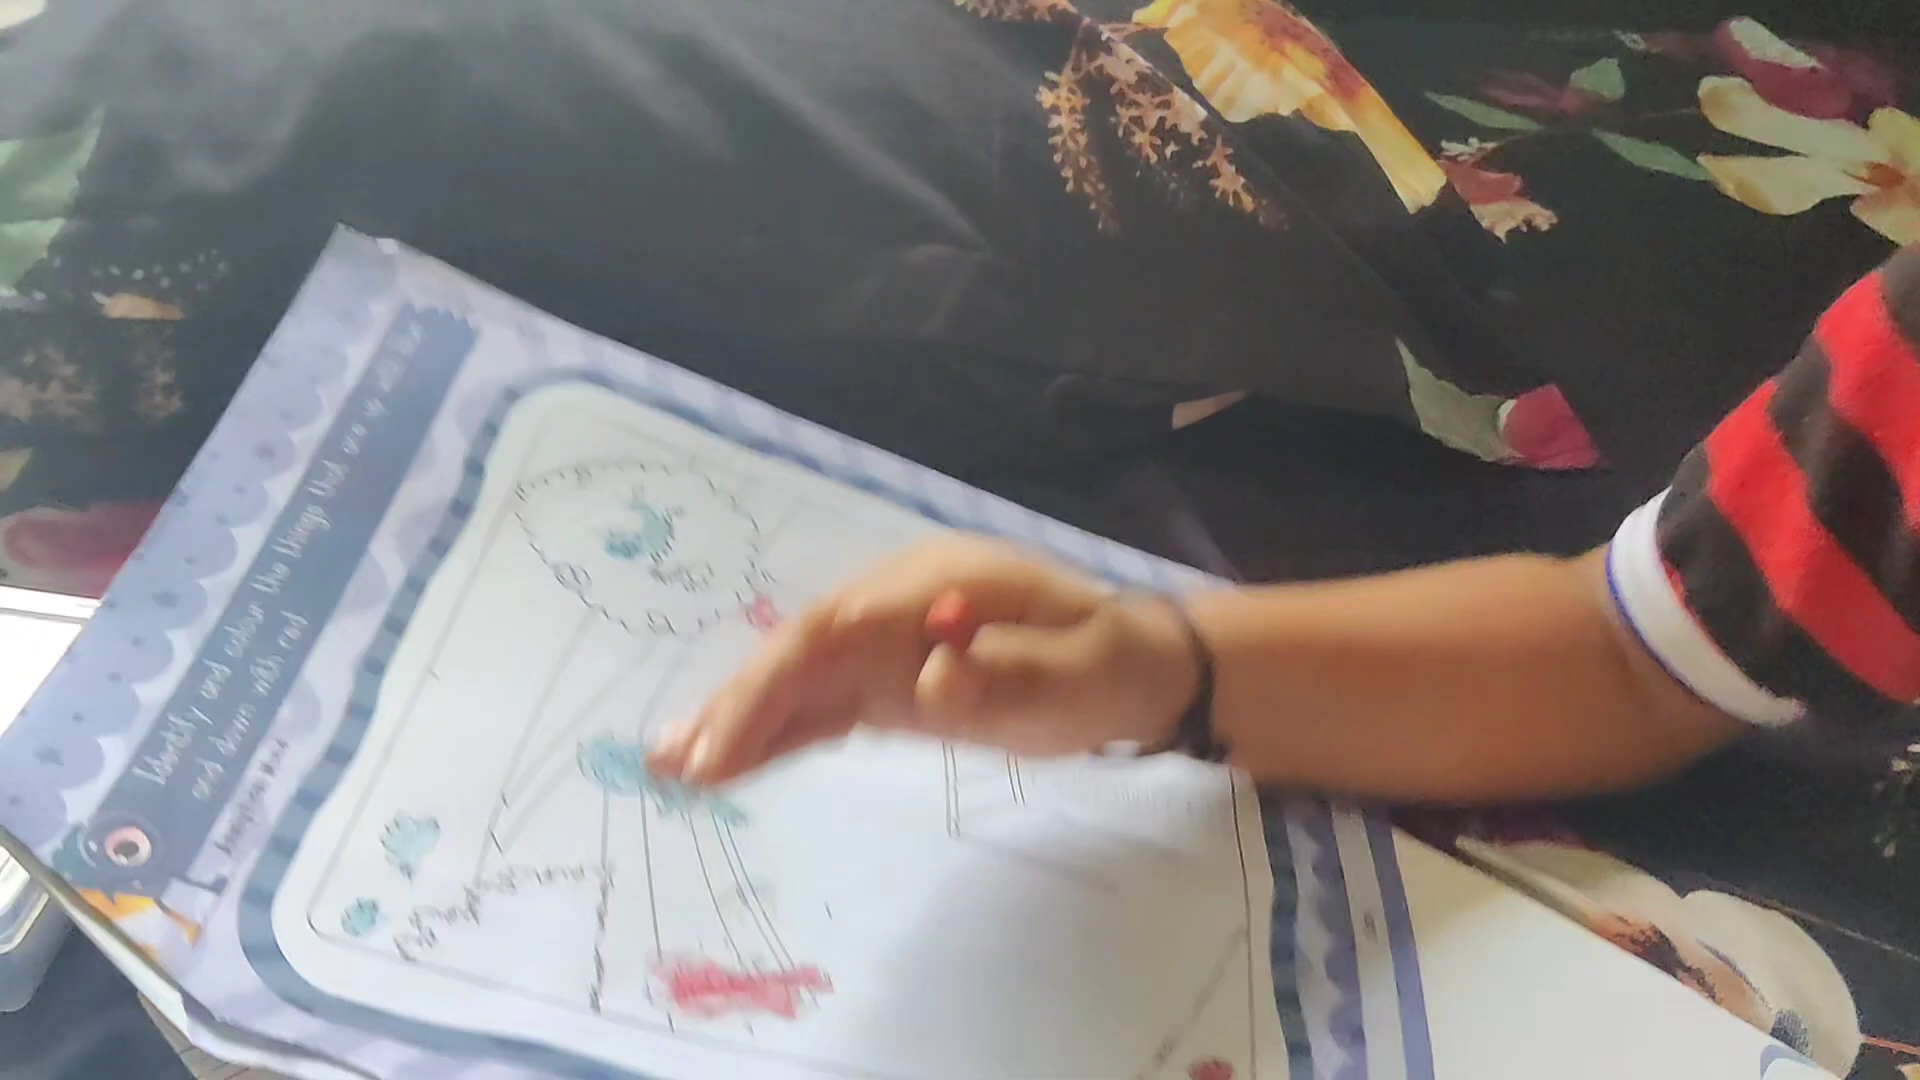 Identify and colour the things that are up with blue
and down with red